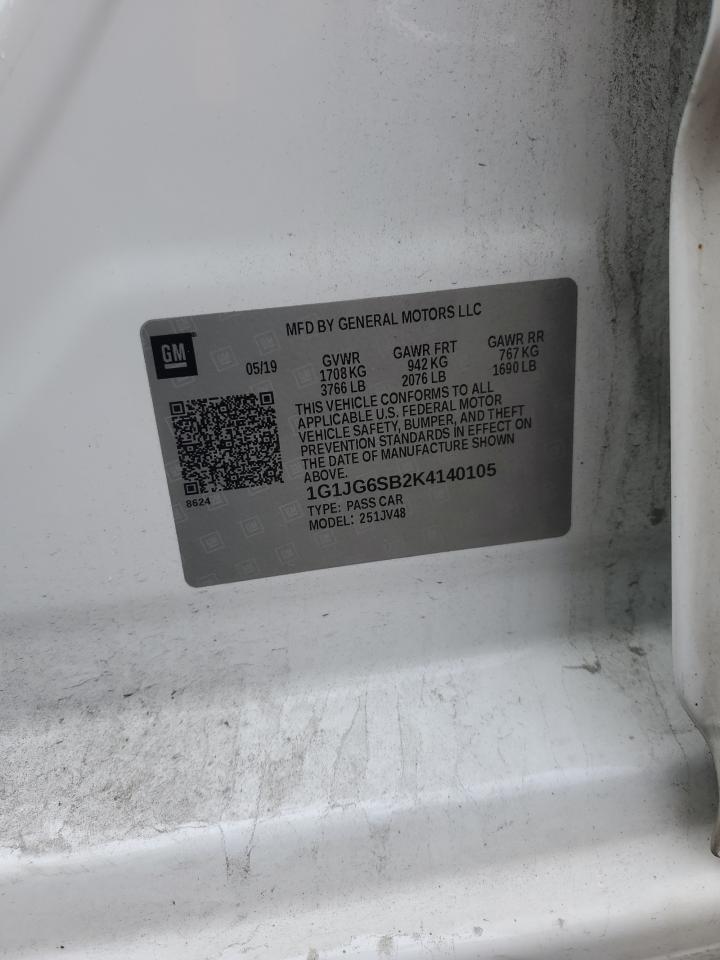 MFD BY GENERAL MOTORS LLC
GM
05/19
GVWR GAWR FRT GAWR RR
1708 KG 942 KG 767 KG
3766 LB 2076 LB 1690 LB
THIS VEHICLE CONFORMS TO ALL
APPLICABLE U.S. FEDERAL MOTOR
VEHICLE SAFETY, BUMPER, AND THEFT
PREVENTION STANDARDS IN EFFECT ON
THE DATE OF MANUFACTURE SHOWN
ABOVE.
8624
1G1JG6SB2K4140105
TYPE: PASS CAR
MODEL: 251JV48